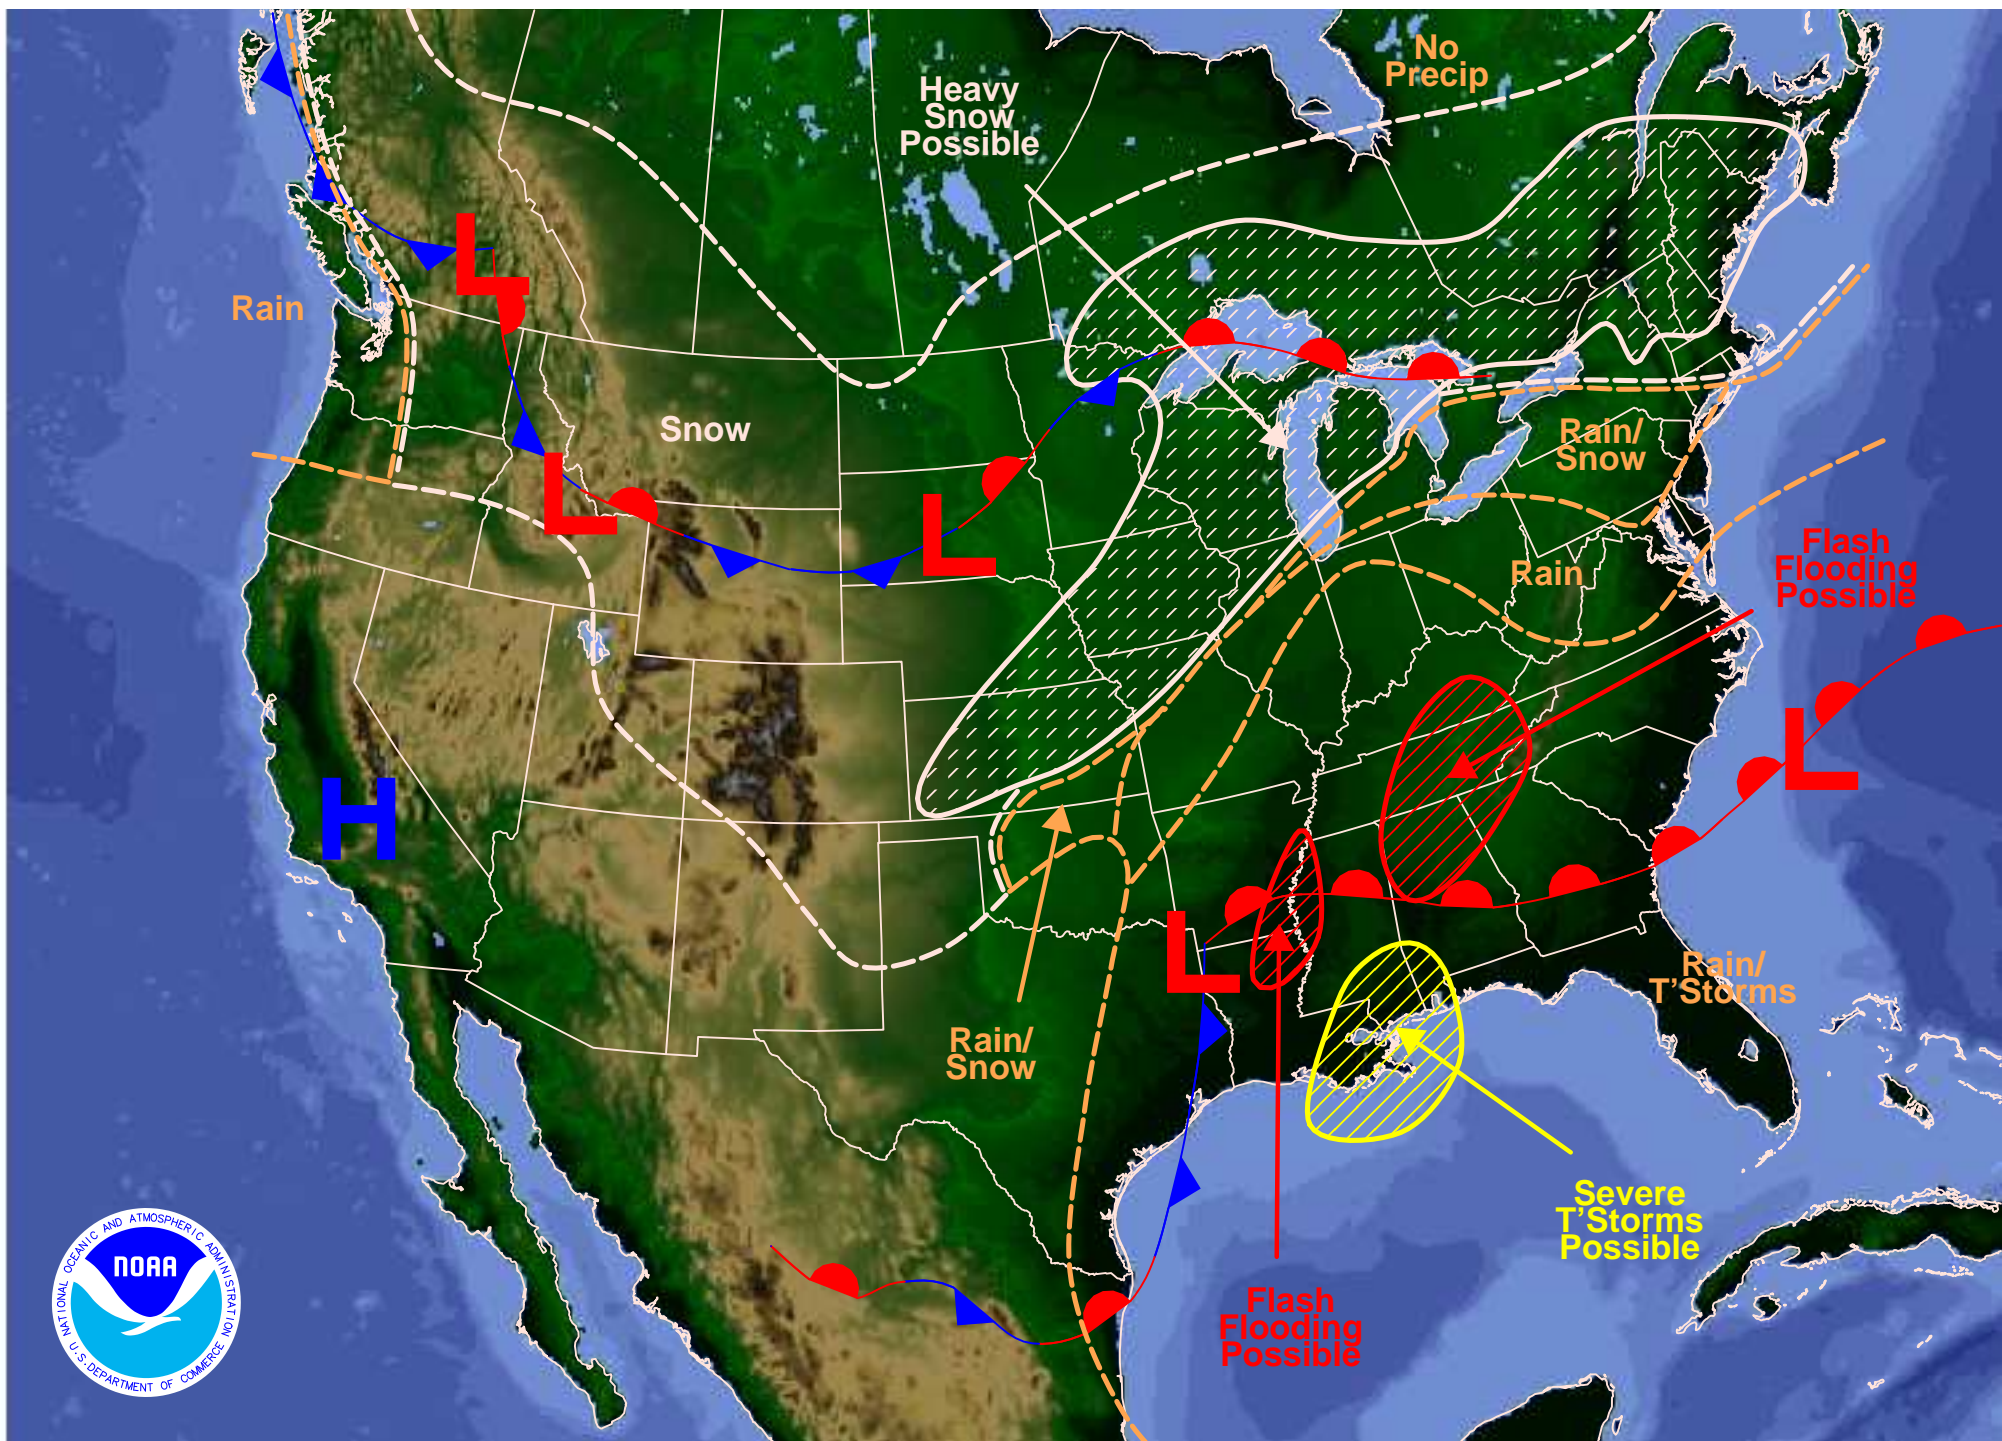 No
Precip
Heavy
Snow
Possible
Rain
L
Snow
Rain/
Snow
L
L
Rain
Flash
Flooding
Possible
L
H
L
Rain/
T'Storms
Rain/
Snow
Severe
T'Storms
Possible
Flash
Flooding
Possible
NATIONAL OCEANIC AND ATMOSPHERIC ADMINISTRATION
NOAA
U.S. DEPARTMENT OF COMMERCE